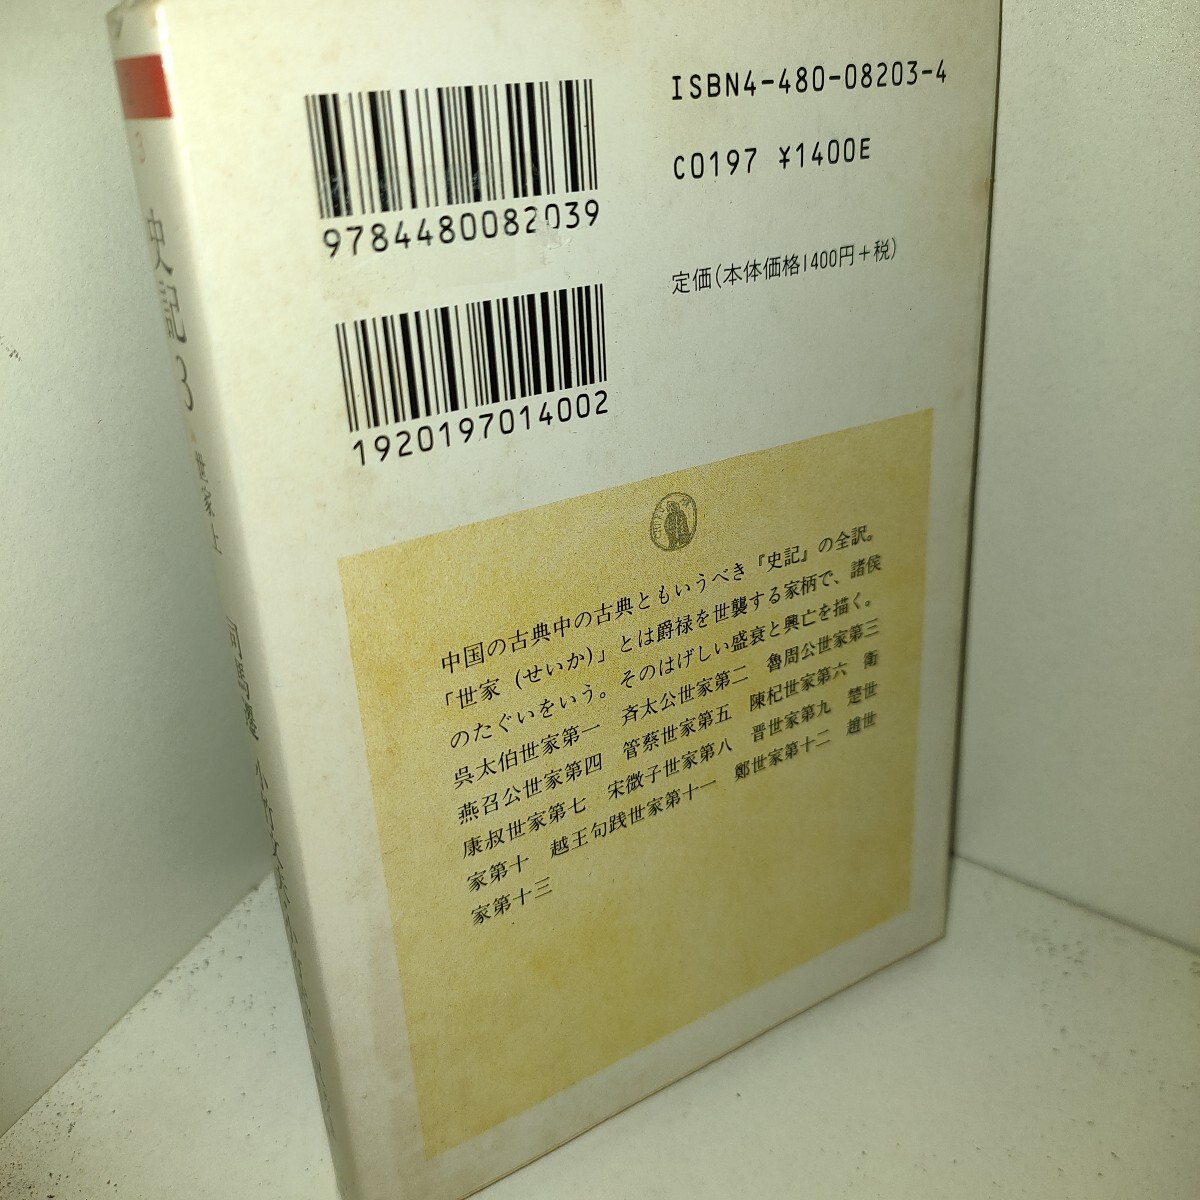 史記 3
世家 上
司馬遷
ISBN4-480-08203-4
C0197 ¥1400E
定価(本体価格1400円+税)
9784480082039
1920197014002
中国の古典中の古典ともいうべき『史記』の全訳。
「世家(せいか)」とは爵禄を世襲する家柄で、諸侯
のたぐいをいう。そのはげしい盛衰と興亡を描く。
呉太伯世家第一 斉太公世家第二 魯周公世家第三
燕召公世家第四 管蔡世家第五 陳杞世家第六 衛
康叔世家第七 宋微子世家第八 晋世家第九 楚世
家第十 越王句践世家第十一 鄭世家第十二 趙世
家第十三